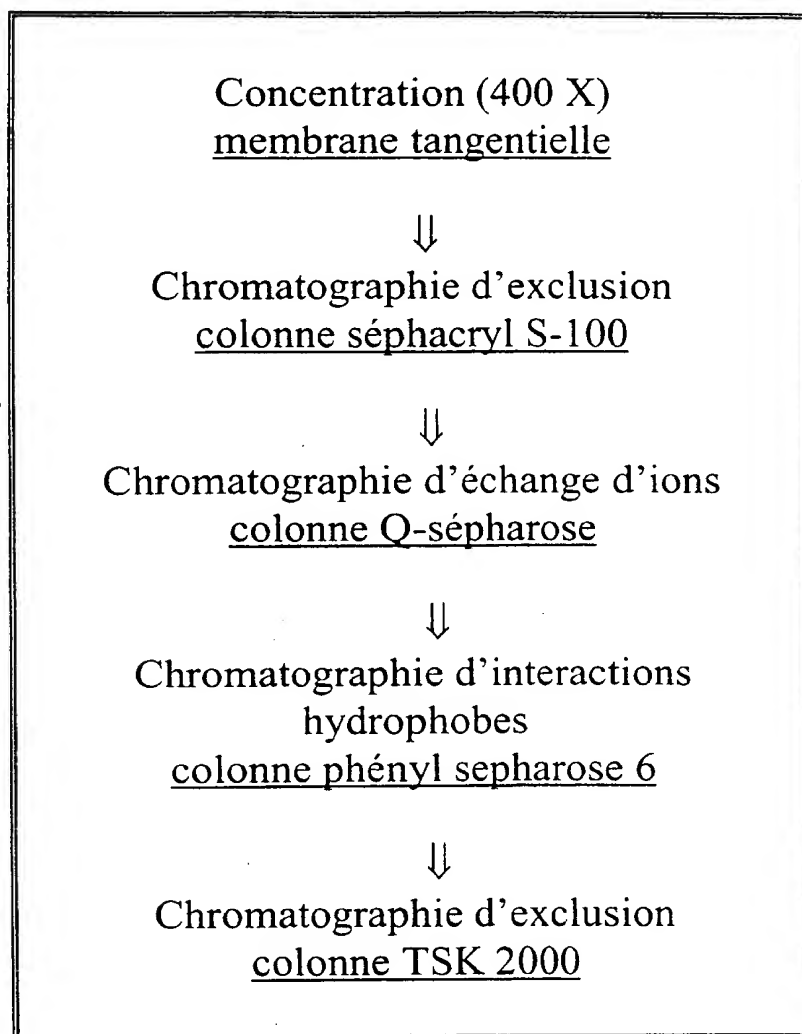 Concentration (400 X)
membrane tangentielle
⇓
Chromatographie d'exclusion
colonne séphacryl S-100
⇓
Chromatographie d'échange d'ions
colonne Q-sépharose
⇓
Chromatographie d'interactions
hydrophobes
colonne phényl sepharose 6
⇓
Chromatographie d'exclusion
colonne TSK 2000